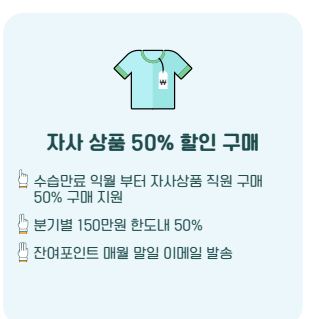 ₩
자사 상품 50% 할인 구매
수습만료 익월 부터 자사상품 직원 구매
50% 구매 지원
분기별 150만원 한도내 50%
잔여포인트 매월 말일 이메일 발송